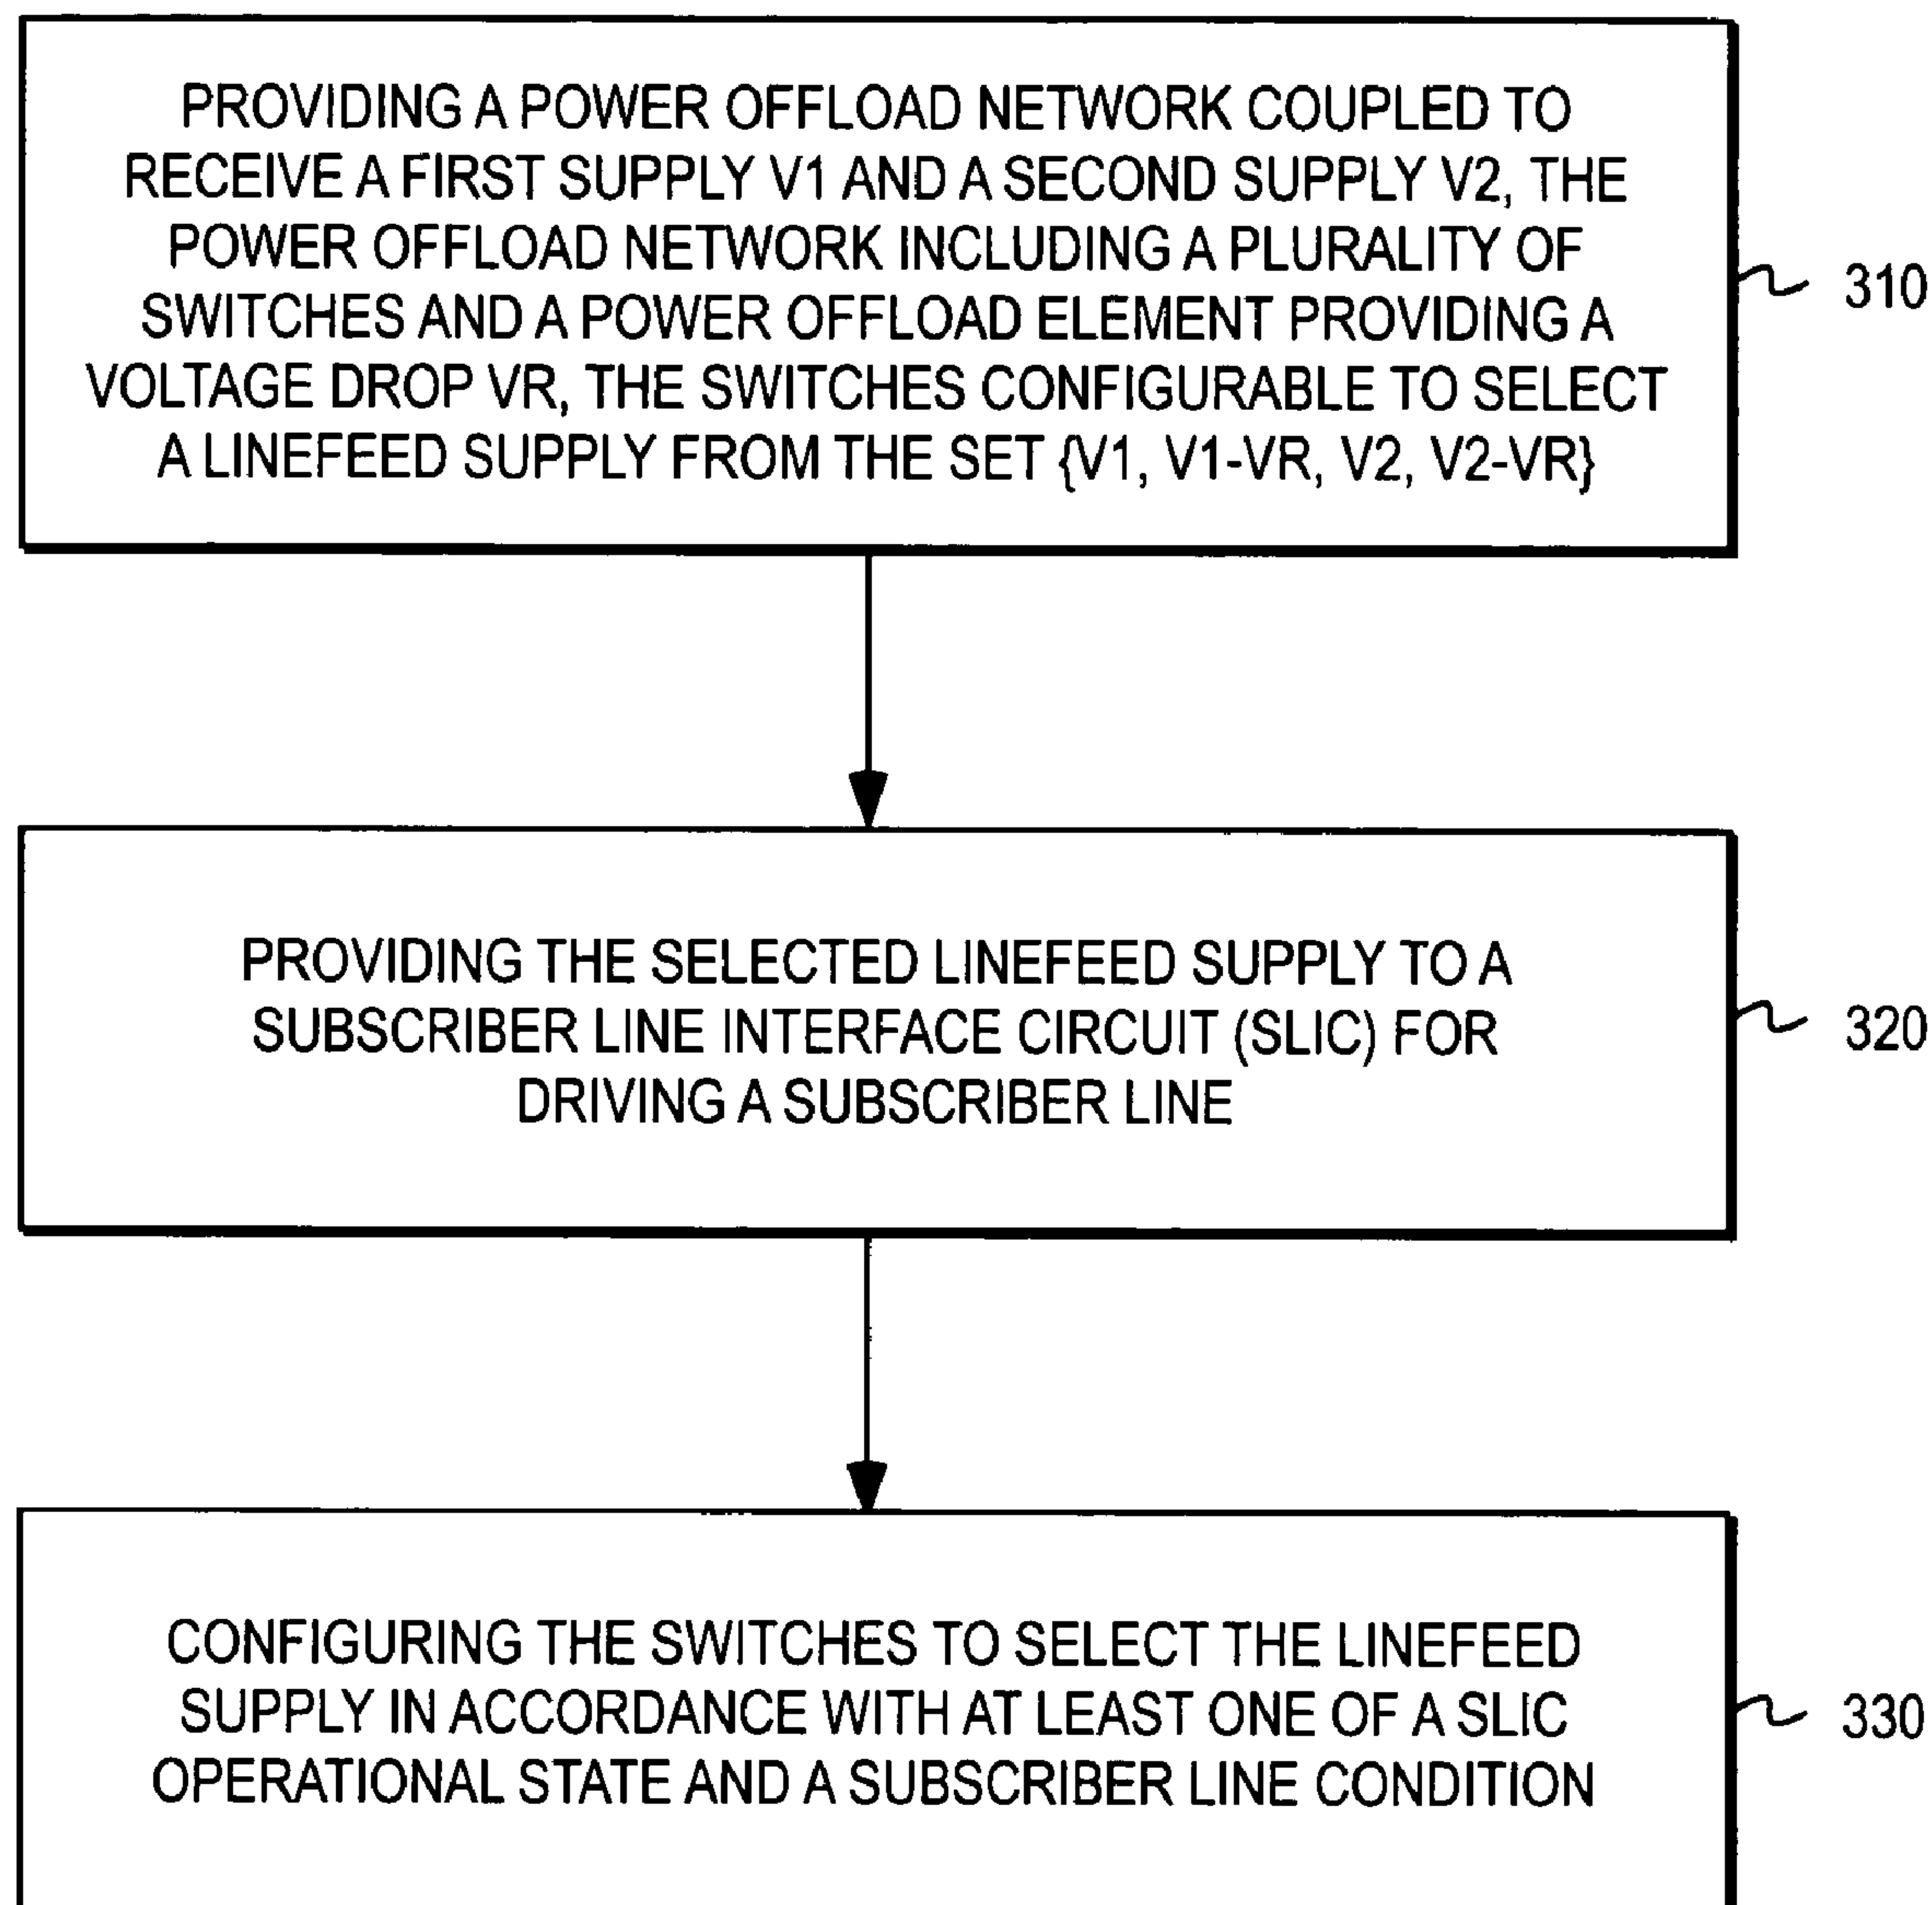 PROVIDING A POWER OFFLOAD NETWORK COUPLED TO
RECEIVE A FIRST SUPPLY V1 AND A SECOND SUPPLY V2, THE
POWER OFFLOAD NETWORK INCLUDING A PLURALITY OF
SWITCHES AND A POWER OFFLOAD ELEMENT PROVIDING A
VOLTAGE DROP VR, THE SWITCHES CONFIGURABLE TO SELECT
A LINEFEED SUPPLY FROM THE SET {V1, V1-VR, V2, V2-VR}
310
PROVIDING THE SELECTED LINEFEED SUPPLY TO A
SUBSCRIBER LINE INTERFACE CIRCUIT (SLIC) FOR
DRIVING A SUBSCRIBER LINE
320
CONFIGURING THE SWITCHES TO SELECT THE LINEFEED
SUPPLY IN ACCORDANCE WITH AT LEAST ONE OF A SLIC
OPERATIONAL STATE AND A SUBSCRIBER LINE CONDITION
330